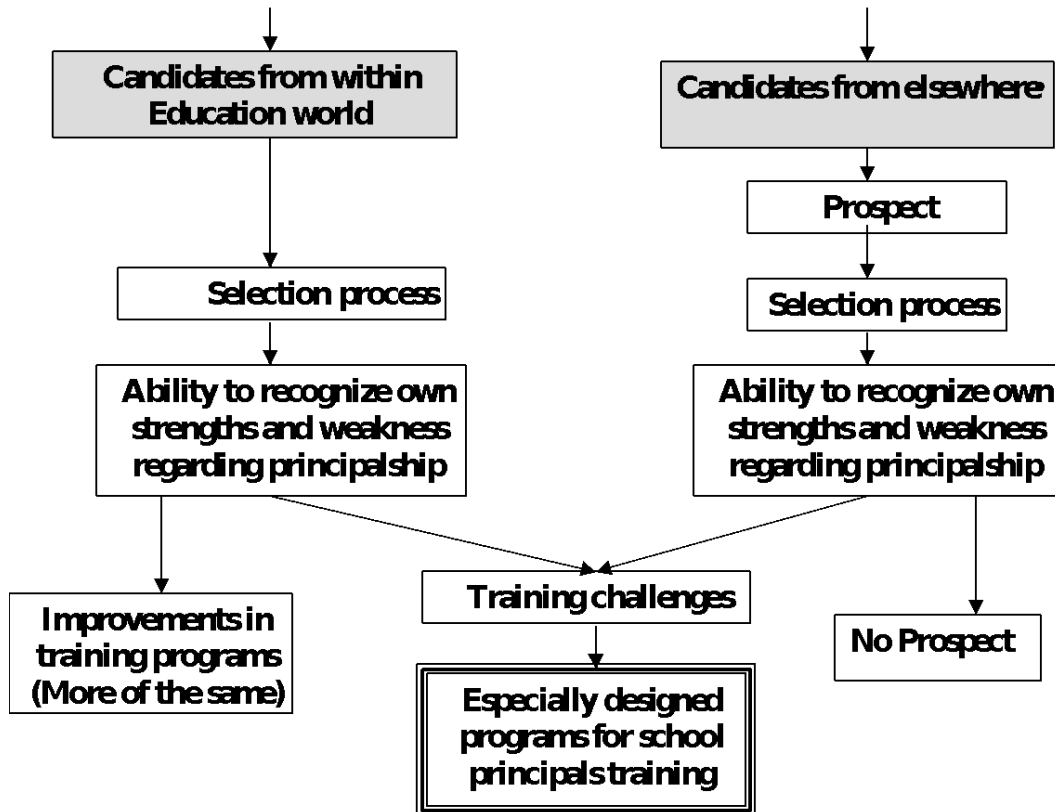 Candidates from within
Education world
Candidates from elsewhere
Prospect
Selection process
Selection process
Ability to recognize own
strengths and weakness
regarding principalship
Ability to recognize own
strengths and weakness
regarding principalship
Training challenges
Improvements in
training programs
(More of the same)
No Prospect
Especially designed
programs for school
principals training